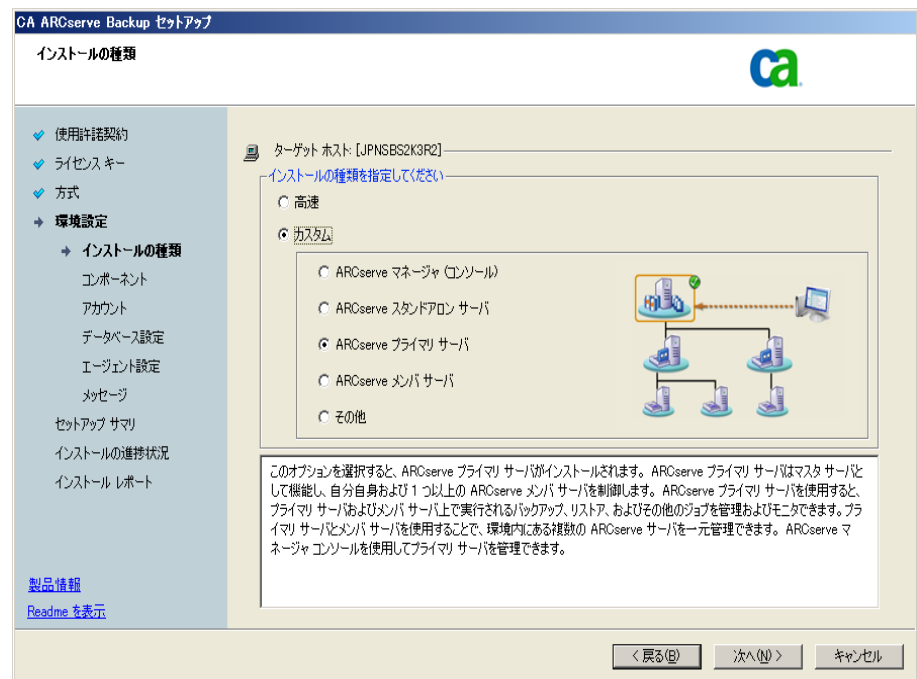 CA ARCserve Backup セットアップ
インストールの種類
ca
使用許諾契約
ライセンス キー
方式
環境設定
インストールの種類
コンポーネント
アカウント
データベース設定
エージェント設定
メッセージ
セットアップ サマリ
インストールの進捗状況
インストール レポート
製品情報
Readme を表示
ターゲット ホスト: [JPNSBS2K3R2]
インストールの種類を指定してください
高速
カスタム
ARCserve マネージャ (コンソール)
ARCserve スタンドアロン サーバ
ARCserve プライマリ サーバ
ARCserve メンバ サーバ
その他
このオプションを選択すると、ARCserve プライマリ サーバがインストールされます。ARCserve プライマリ サーバはマスタ サーバと
して機能し、自分自身および 1 つ以上の ARCserve メンバ サーバを制御します。ARCserve プライマリ サーバを使用すると、
プライマリ サーバおよびメンバ サーバ上で実行されるバックアップ、リストア、およびその他のジョブを管理およびモニタできます。プラ
イマリ サーバとメンバ サーバを使用することで、環境内にある複数の ARCserve サーバを一元管理できます。ARCserve マ
ネージャ コンソールを使用してプライマリ サーバを管理できます。
< 戻る(B)
次へ(N) >
キャンセル